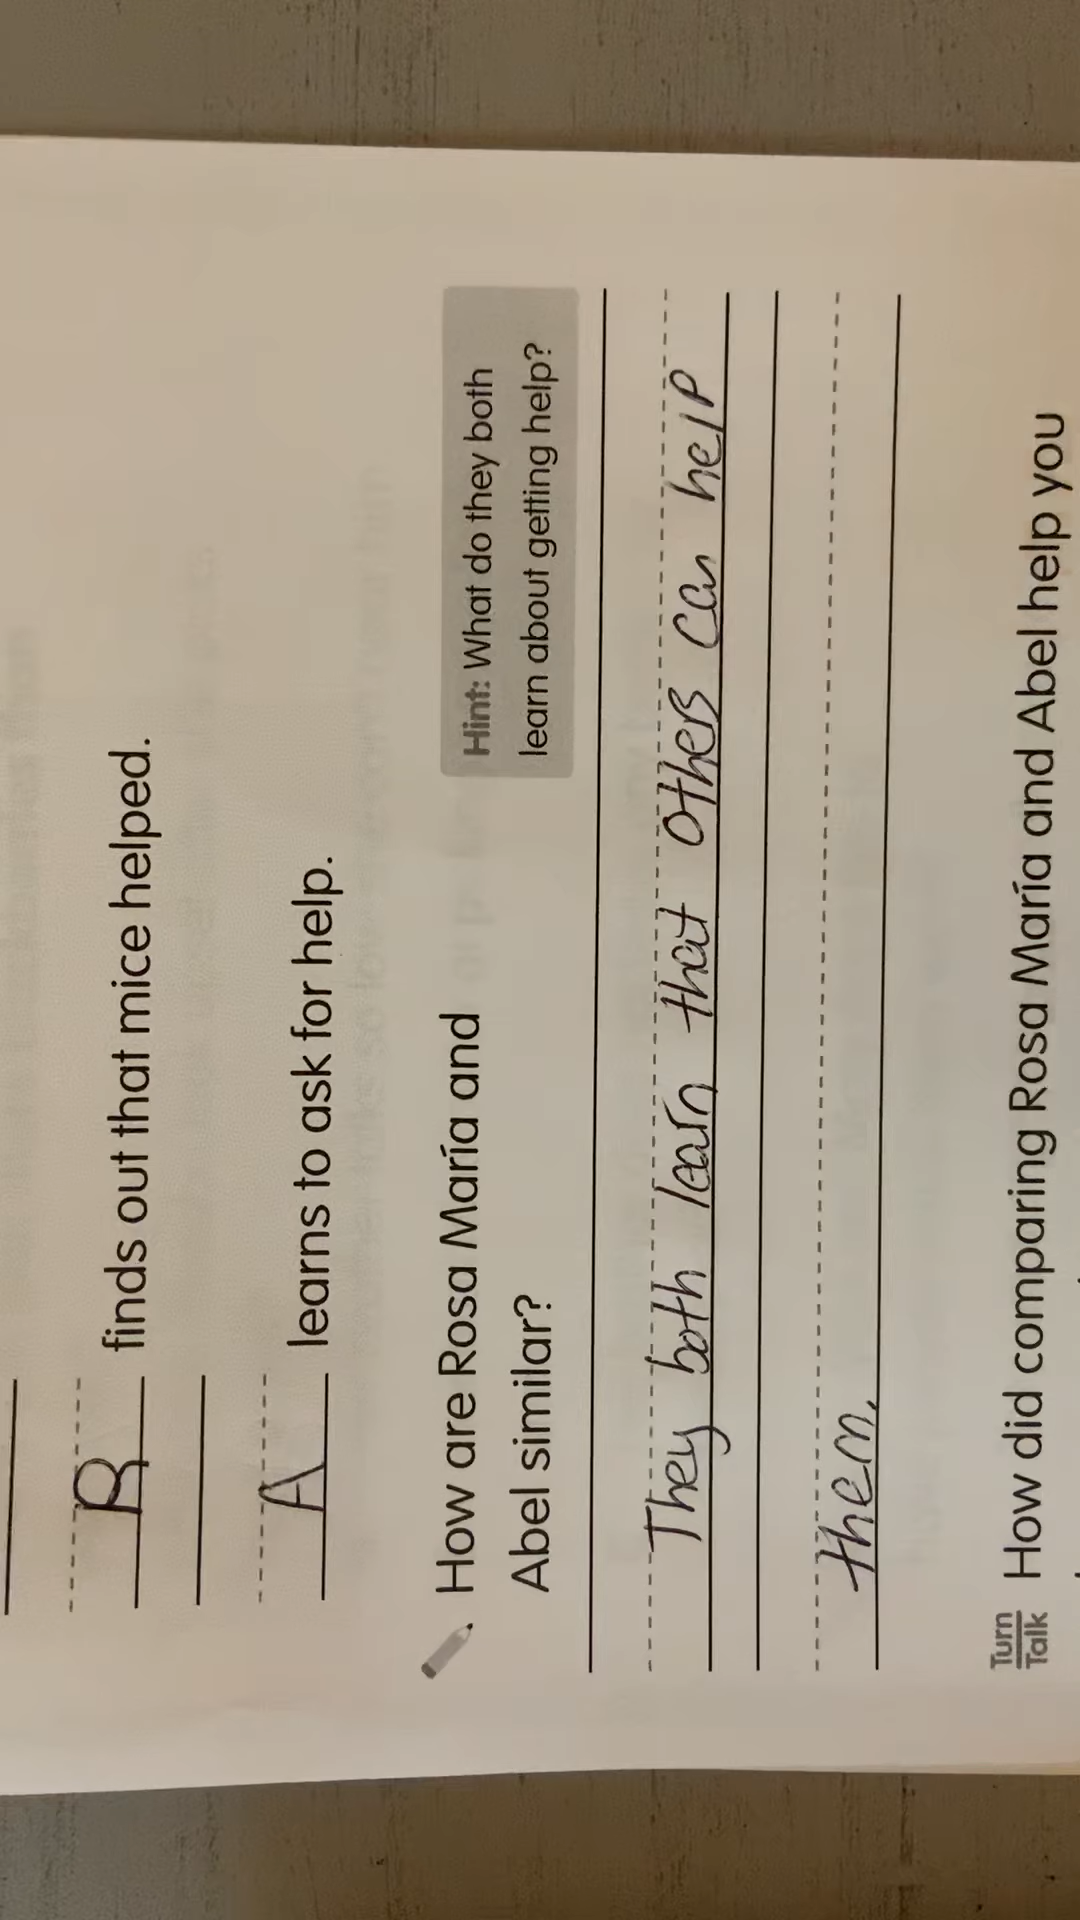 R finds out that mice helped.
A learns to ask for help.
How are Rosa María and
Abel similar?
Hint: What do they both
learn about getting help?
They both learn that others can help
them.
Turn
Talk
How did comparing Rosa María and Abel help you